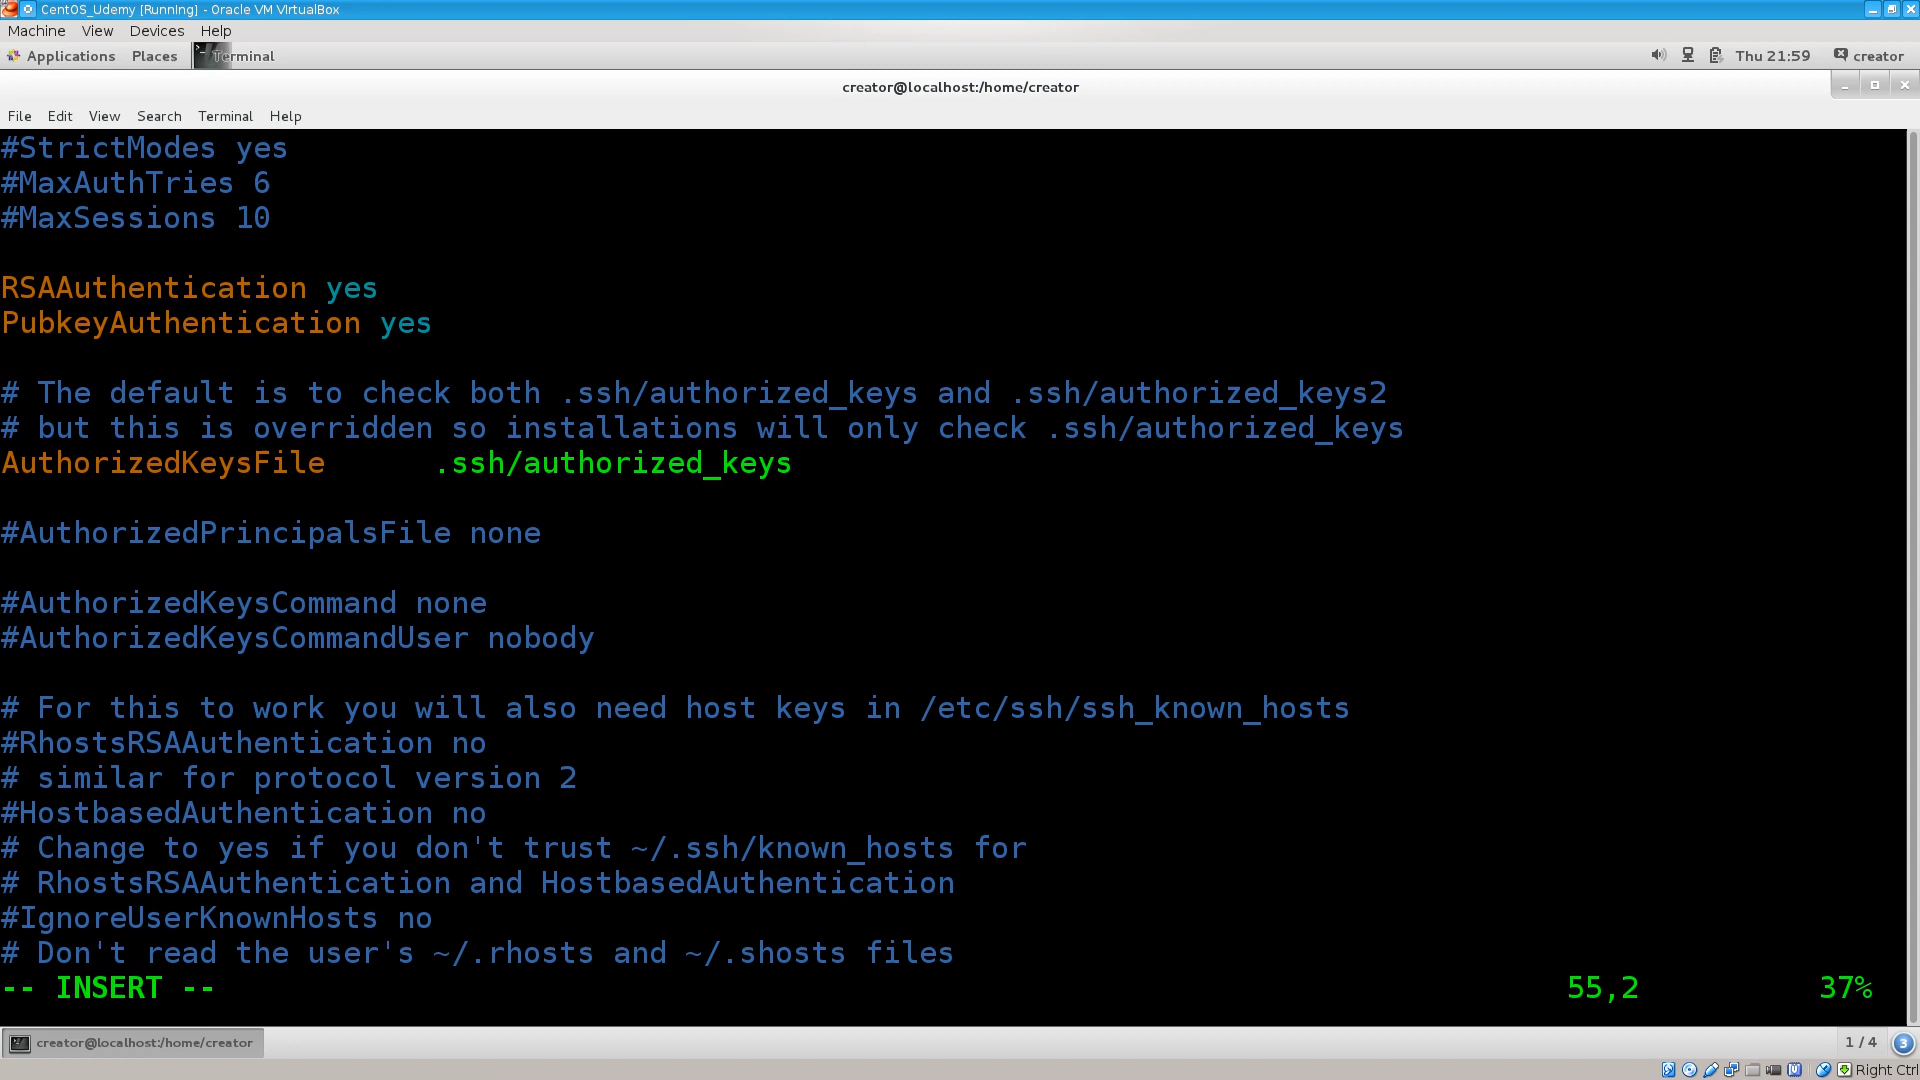 CentOS_Udemy [Running] - Oracle VM VirtualBox
Machine View Devices Help
Applications Places Terminal Thu 21:59 creator
creator@localhost:/home/creator
File Edit View Search Terminal Help
#StrictModes yes
#MaxAuthTries 6
#MaxSessions 10
RSAAuthentication yes
PubkeyAuthentication yes
# The default is to check both .ssh/authorized_keys and .ssh/authorized_keys2
# but this is overridden so installations will only check .ssh/authorized_keys
AuthorizedKeysFile .ssh/authorized_keys
#AuthorizedPrincipalsFile none
#AuthorizedKeysCommand none
#AuthorizedKeysCommandUser nobody
# For this to work you will also need host keys in /etc/ssh/ssh_known_hosts
#RhostsRSAAuthentication no
# similar for protocol version 2
#HostbasedAuthentication no
# Change to yes if you don't trust ~/.ssh/known_hosts for
# RhostsRSAAuthentication and HostbasedAuthentication
#IgnoreUserKnownHosts no
# Don't read the user's ~/.rhosts and ~/.shosts files
-- INSERT -- 55,2 37%
creator@localhost:/home/creator 1 / 4 3
Right Ctrl